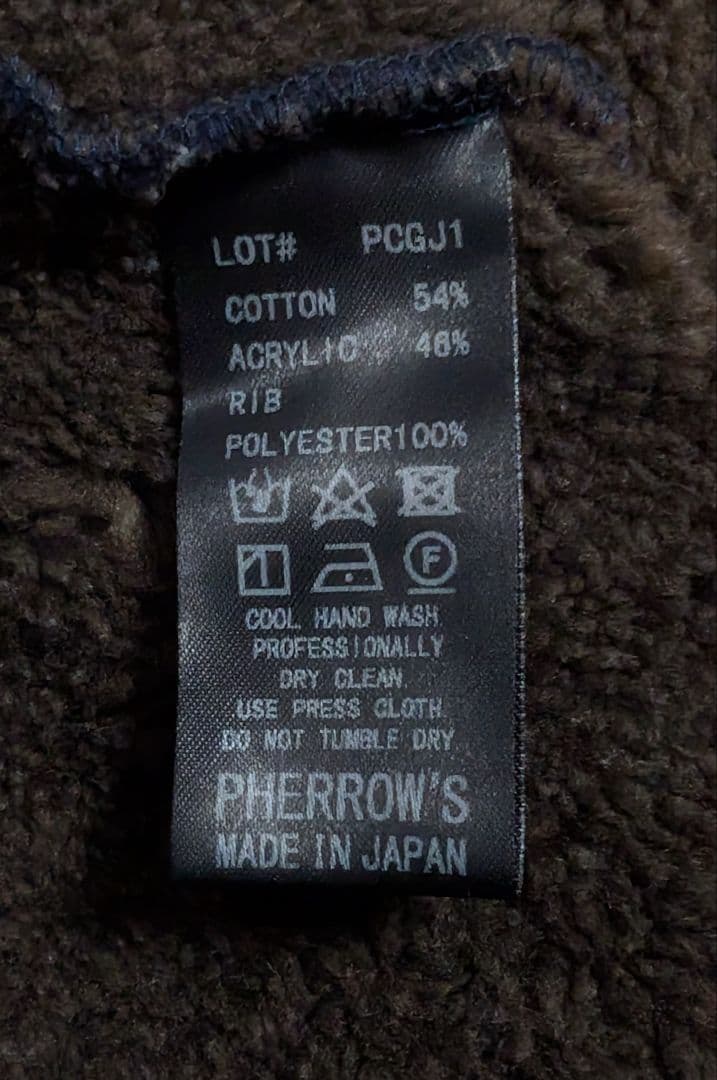 LOT# PCGJ1
COTTON 54%
ACRYLIC 46%
RIB
POLYESTER100%
F
COOL HAND WASH.
PROFESSIONALLY
DRY CLEAN.
USE PRESS CLOTH.
DO NOT TUMBLE DRY.
PHERROW'S
MADE IN JAPAN